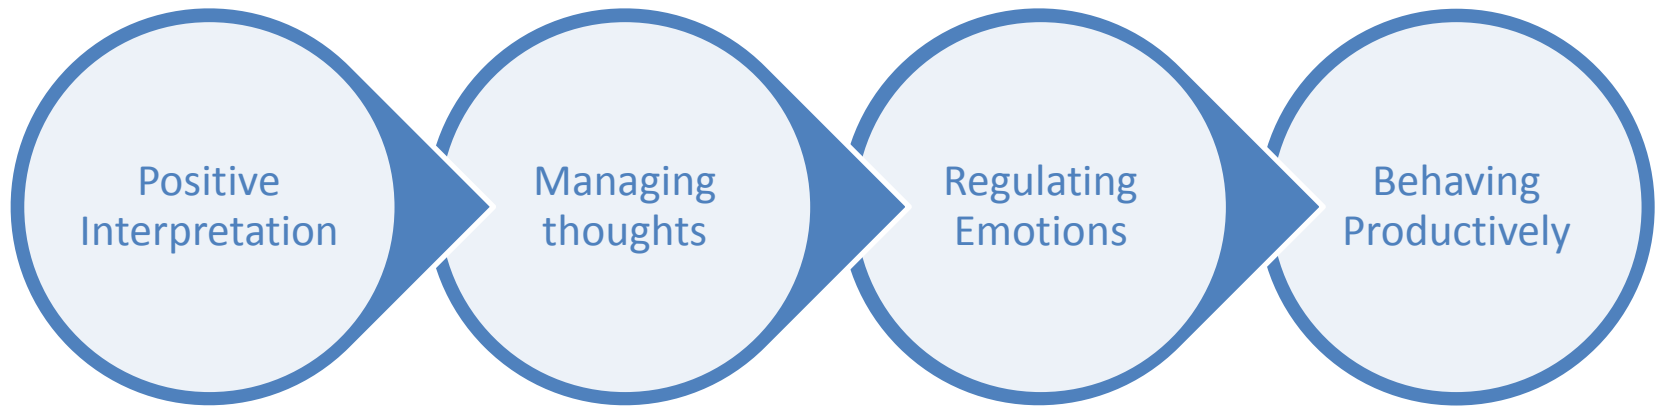 Positive
Interpretation
Managing
thoughts
Regulating
Emotions
Behaving
Productively